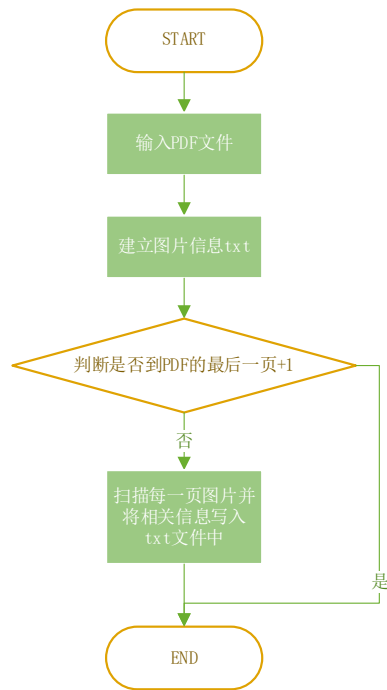 START
输入PDF文件
建立图片信息txt
判断是否到PDF的最后一页+1
否
扫描每一页图片并
将相关信息写入
txt文件中
是
END